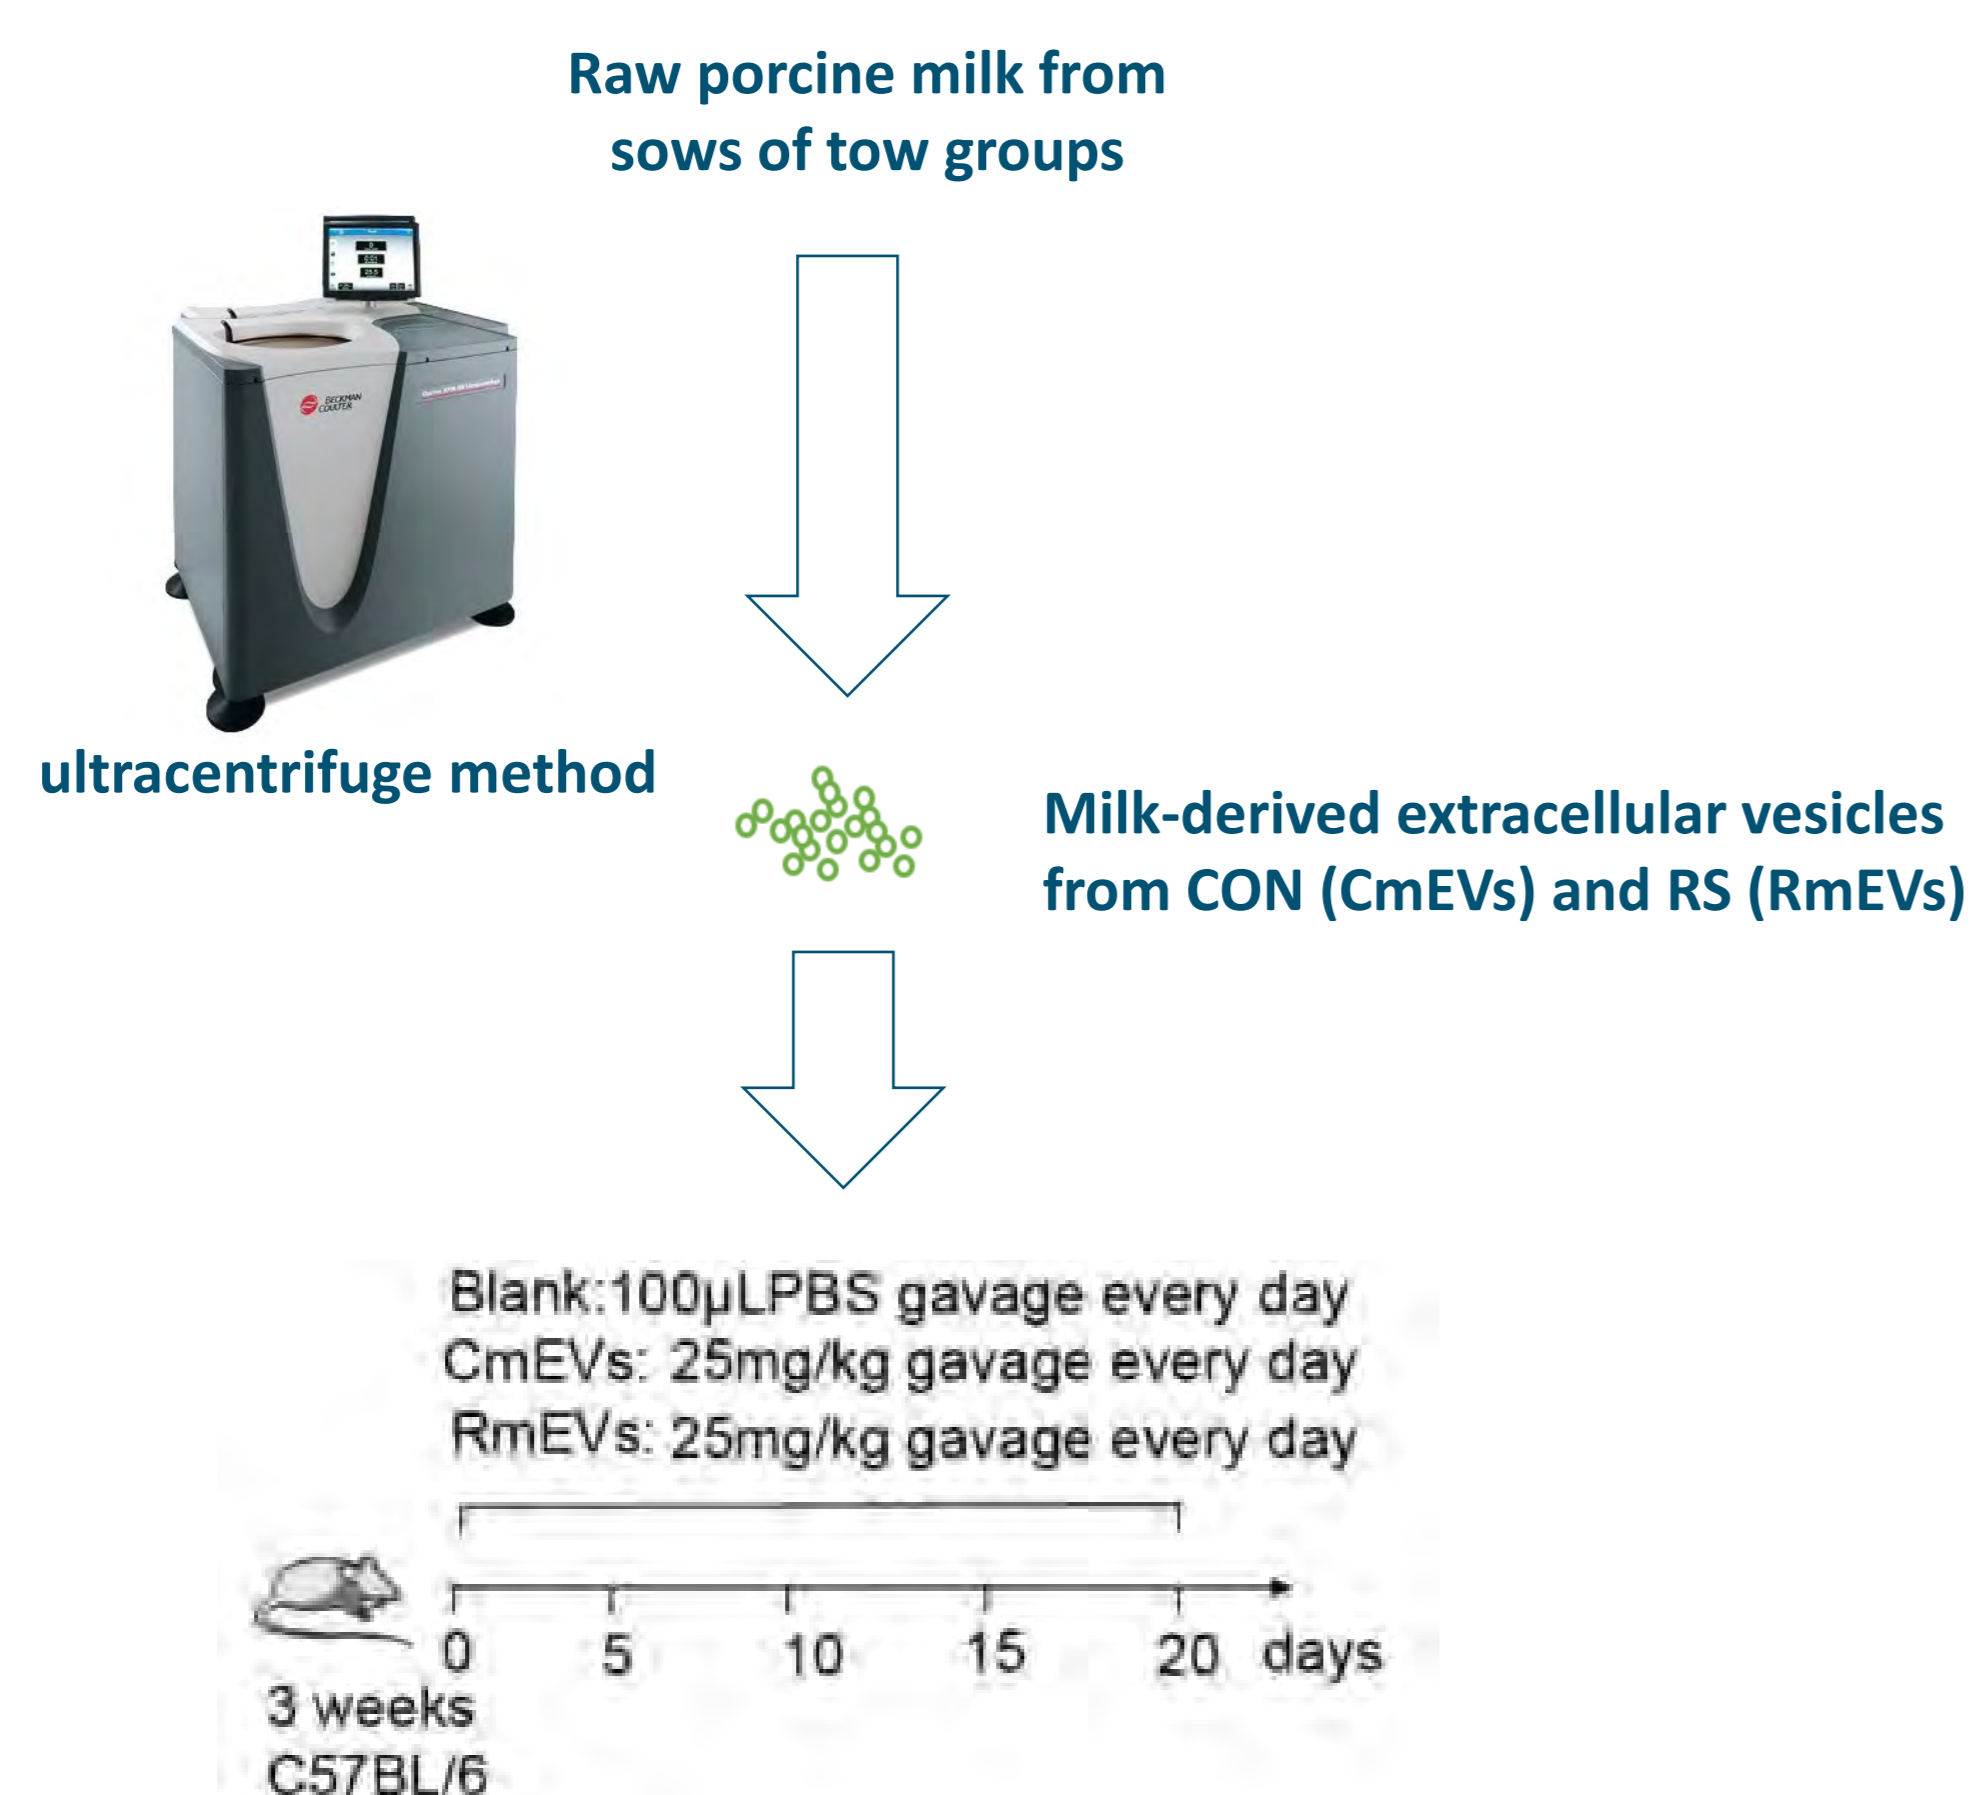 Raw porcine milk from
sows of tow groups
BECKMAN
COULTER
ultracentrifuge method
Milk-derived extracellular vesicles
from CON (CmEVs) and RS (RmEVs)
Blank:100μLPBS gavage every day
CmEVs: 25mg/kg gavage every day
RmEVs: 25mg/kg gavage every day
0 5 10 15 20 days
3 weeks
C57BL/6